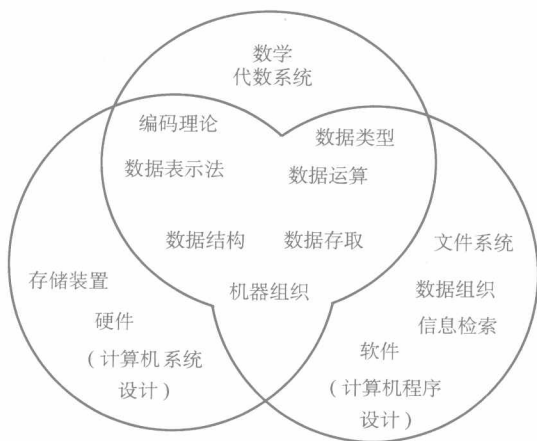 数学
代数系统
编码理论
数据类型
数据表示法
数据运算
数据结构
数据存取
文件系统
存储装置
机器组织
数据组织
硬件
信息检索
软件
(计算机系统
设计)
(计算机程序
设计)